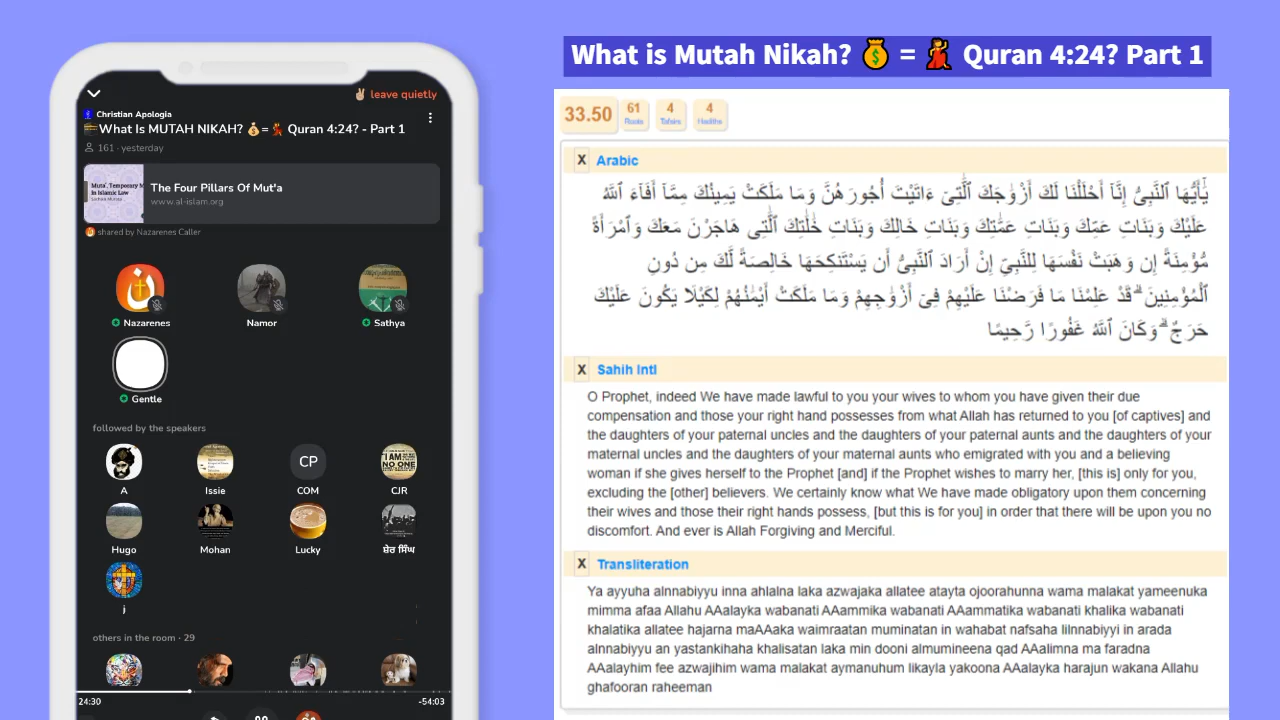 What is Mutah Nikah? 💰 = 💃 Quran 4:24? Part 1
leave quietly
Christian Apologia
What Is MUTAH NIKAH? 💰=💃 Quran 4:24? - Part 1
161 · yesterday
The Four Pillars Of Mut'a
www.al-islam.org
Muta', Temporary M
In Islamic Law
shared by Nazarenes Caller
Nazarenes
Namor
Sathya
Gentle
followed by the speakers
CP
I AM
NO ONE
A
Issie
COM
CJR
Hugo
Mohan
Lucky
ਸ਼ੇਰ ਸਿੰਘ
j
others in the room · 29
24:30
-54:03
33.50
61
Roots
4
Tafsirs
4
Hadiths
X Arabic
يَٰٓأَيُّهَا ٱلنَّبِىُّ إِنَّآ أَحْلَلْنَا لَكَ أَزْوَٰجَكَ ٱلَّٰتِىٓ ءَاتَيْتَ أُجُورَهُنَّ وَمَا مَلَكَتْ يَمِينُكَ مِمَّآ أَفَآءَ ٱللَّهُ
عَلَيْكَ وَبَنَاتِ عَمِّكَ وَبَنَاتِ عَمَّٰتِكَ وَبَنَاتِ خَالِكَ وَبَنَاتِ خَٰلَٰتِكَ ٱلَّٰتِى هَاجَرْنَ مَعَكَ وَٱمْرَأَةً
مُّؤْمِنَةً إِن وَهَبَتْ نَفْسَهَا لِلنَّبِىِّ إِنْ أَرَادَ ٱلنَّبِىُّ أَن يَسْتَنكِحَهَا خَالِصَةً لَّكَ مِن دُونِ
ٱلْمُؤْمِنِينَ ۗ قَدْ عَلِمْنَا مَا فَرَضْنَا عَلَيْهِمْ فِىٓ أَزْوَٰجِهِمْ وَمَا مَلَكَتْ أَيْمَٰنُهُمْ لِكَيْلَا يَكُونَ عَلَيْكَ
حَرَجٌ ۗ وَكَانَ ٱللَّهُ غَفُورًا رَّحِيمًا
X Sahih Intl
O Prophet, indeed We have made lawful to you your wives to whom you have given their due
compensation and those your right hand possesses from what Allah has returned to you [of captives] and
the daughters of your paternal uncles and the daughters of your paternal aunts and the daughters of your
maternal uncles and the daughters of your maternal aunts who emigrated with you and a believing
woman if she gives herself to the Prophet [and] if the Prophet wishes to marry her, [this is] only for you,
excluding the [other] believers. We certainly know what We have made obligatory upon them concerning
their wives and those their right hands possess, [but this is for you] in order that there will be upon you no
discomfort. And ever is Allah Forgiving and Merciful.
X Transliteration
Ya ayyuha alnnabiyyu inna ahlalna laka azwajaka allatee atayta ojoorahunna wama malakat yameenuka
mimma afaa Allahu AAalayka wabanati AAammika wabanati AAammatika wabanati khalika wabanati
khalatika allatee hajarna maAAaka waimraatan muminatan in wahabat nafsaha lilnnabiyyi in arada
alnnabiyyu an yastankihaha khalisatan laka min dooni almumineena qad AAalimna ma faradna
AAalayhim fee azwajihim wama malakat aymanuhum likayla yakoona AAalayka harajun wakana Allahu
ghafooran raheeman